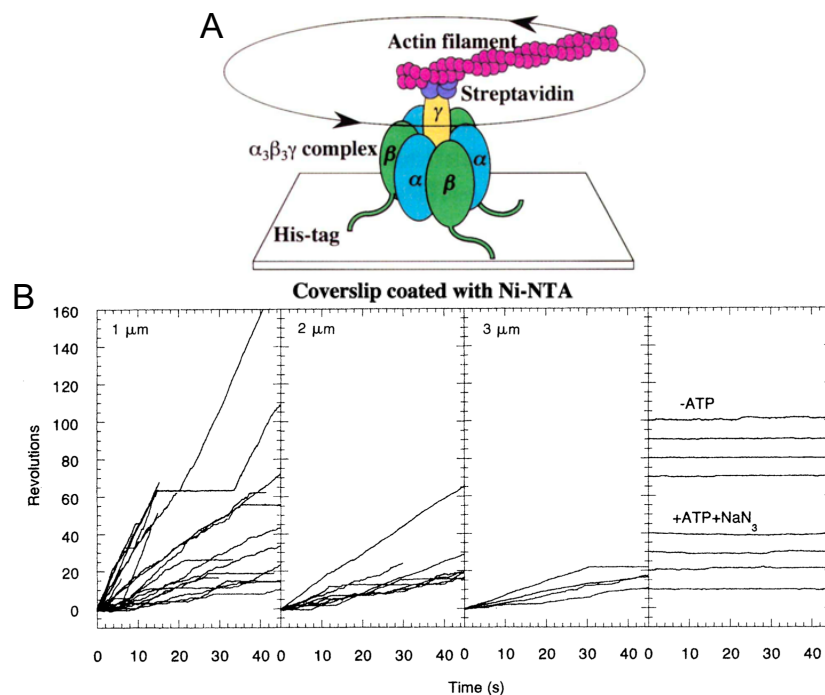 A
Actin filament
Streptavidin
γ
α₃β₃γ complex
β
α
β
α
His-tag
Coverslip coated with Ni-NTA
B
160
140
120
100
80
60
40
20
0
Revolutions
1 μm
2 μm
3 μm
-ATP
+ATP+NaN₃
0 10 20 30 40 0 10 20 30 40 0 10 20 30 40 0 10 20 30 40
Time (s)